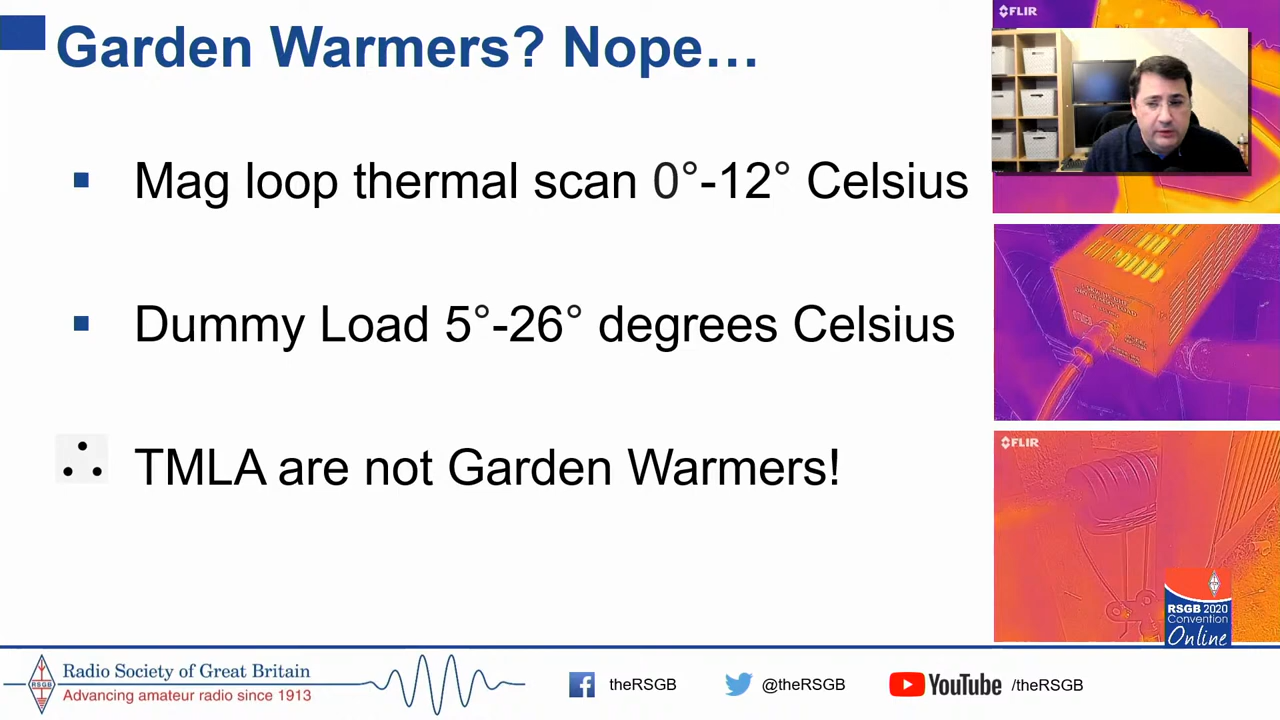 Garden Warmers? Nope…
Mag loop thermal scan 0°-12° Celsius
Dummy Load 5°-26° degrees Celsius
∴ TMLA are not Garden Warmers!
FLIR
FLIR
RSGB 2020
Convention
Online
RSGB
Radio Society of Great Britain
Advancing amateur radio since 1913
theRSGB
@theRSGB
YouTube /theRSGB